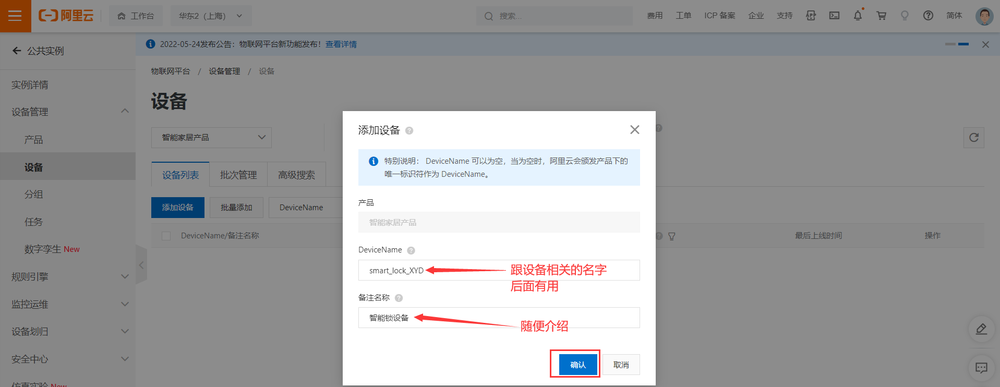 阿里云
工作台
华东2（上海）
搜索...
费用
工单
ICP 备案
企业
支持
APP
简体
公共实例
2022-05-24发布公告：物联网平台新功能发布！查看详情
物联网平台 / 设备管理 / 设备
实例详情
设备
设备管理
产品
智能家居产品
设备
设备列表
批次管理
高级搜索
分组
添加设备
批量添加
DeviceName
任务
DeviceName/备注名称
最后上线时间
操作
数字孪生 New
规则引擎
监控运维
设备划归
安全中心
仿真实验 New
添加设备
特别说明： DeviceName 可以为空，当为空时，阿里云会颁发产品下的
唯一标识符作为 DeviceName。
产品
智能家居产品
DeviceName
smart_lock_XYD
跟设备相关的名字
后面有用
备注名称
智能锁设备
随便介绍
确认
取消